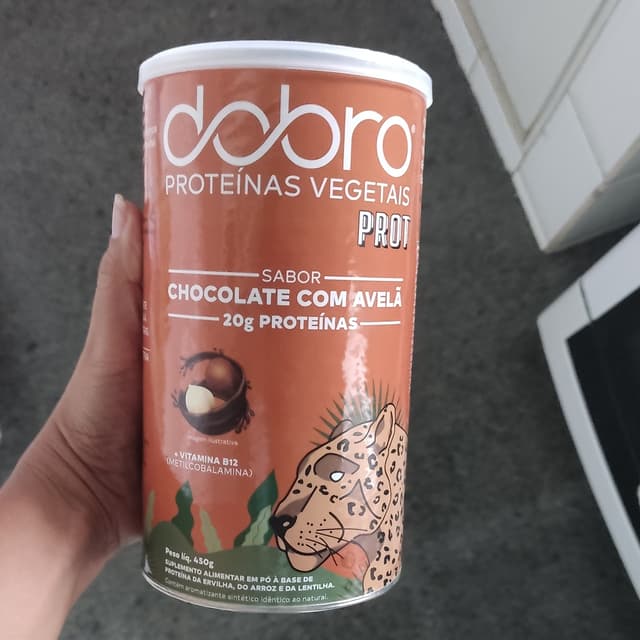 dobro®
PROTEÍNAS VEGETAIS
PROT
SABOR
CHOCOLATE COM AVELÃ
20g PROTEÍNAS
imagem ilustrativa
+ VITAMINA B12
(METILCOBALAMINA)
Peso líq. 450g
SUPLEMENTO ALIMENTAR EM PÓ À BASE DE
PROTEÍNA DA ERVILHA, DO ARROZ E DA LENTILHA.
Contém aromatizante sintético idêntico ao natural.